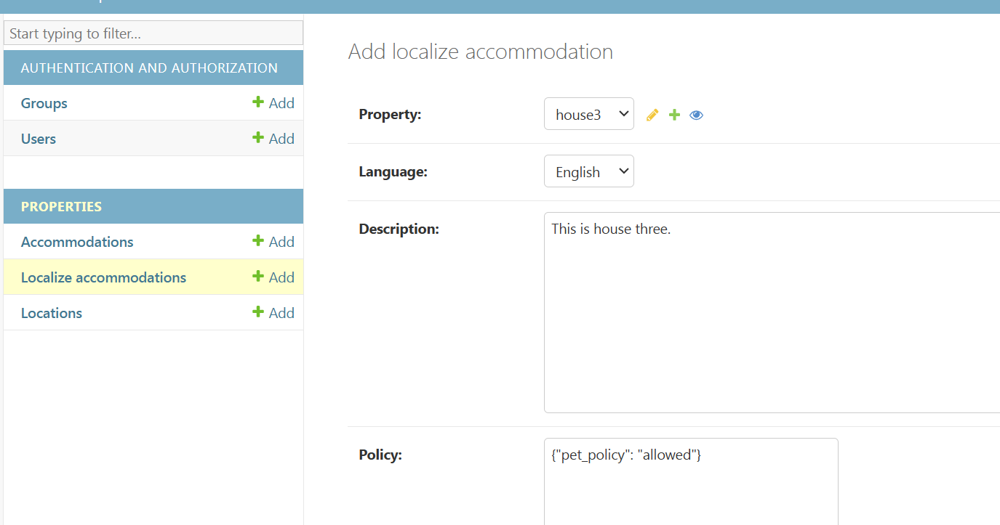 Start typing to filter...
Add localize accommodation
AUTHENTICATION AND AUTHORIZATION
Groups
Add
Users
Add
PROPERTIES
Accommodations
Add
Localize accommodations
Add
Locations
Add
Property:
house3
Language:
English
Description:
This is house three.
Policy:
{"pet_policy": "allowed"}